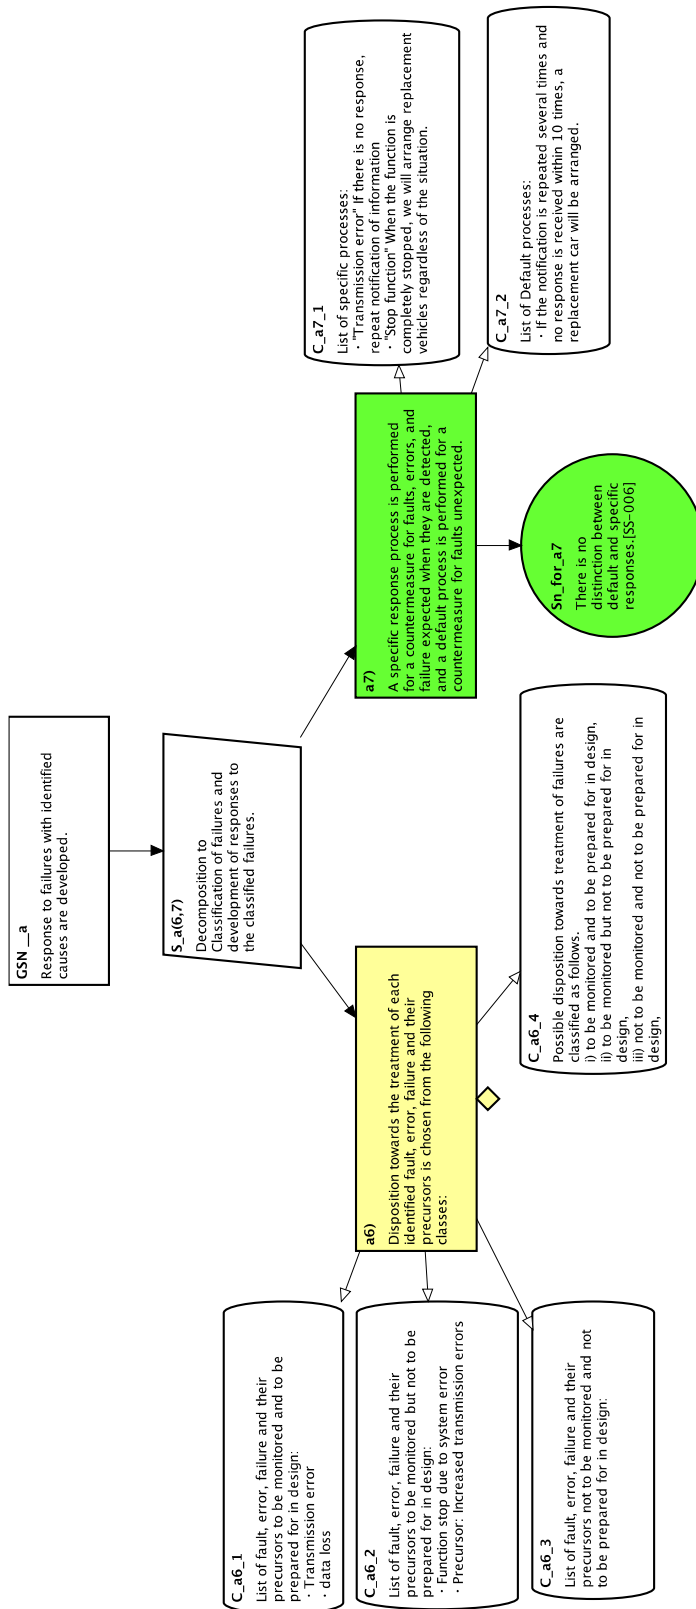 GSN__a
Response to failures with identified
causes are developed.
S_a(6,7)
Decomposition to
Classification of failures and
development of responses to
the classified failures.
C_a6_1
List of fault, error, failure and their
precursors to be monitored and to be
prepared for in design:
・Transmission error
・data loss
C_a6_2
List of fault, error, failure and their
precursors to be monitored but not to be
prepared for in design:
・Function stop due to system error
・Precursor: Increased transmission errors
C_a6_3
List of fault, error, failure and their
precursors not to be monitored and not
to be prepared for in design:
a6)
Disposition towards the treatment of each
identified fault, error, failure and their
precursors is chosen from the following
classes:
C_a6_4
Possible disposition towards treatment of failures are
classified as follows.
i) to be monitored and to be prepared for in design,
ii) to be monitored but not to be prepared for in
design,
iii) not to be monitored and not to be prepared for in
design,
a7)
A specific response process is performed
for a countermeasure for faults, errors, and
failure expected when they are detected,
and a default process is performed for a
countermeasure for faults unexpected.
Sn_for_a7
There is no
distinction between
default and specific
responses.[SS-006]
C_a7_1
List of specific processes:
・"Transmission error" If there is no response,
repeat notification of information
・"Stop function" When the function is
completely stopped, we will arrange replacement
vehicles regardless of the situation.
C_a7_2
List of Default processes:
・If the notification is repeated several times and
no response is received within 10 times, a
replacement car will be arranged.